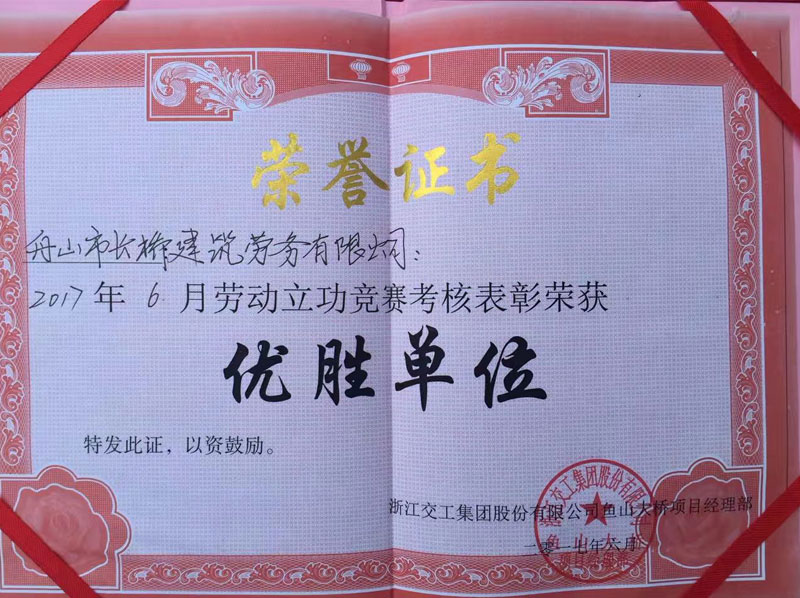 荣誉证书
舟山市长桥建筑劳务有限公司：
2017年6月劳动立功竞赛考核表彰荣获
优胜单位
特发此证，以资鼓励。
浙江交工集团股份有限公司鱼山大桥项目经理部
二零一七年六月